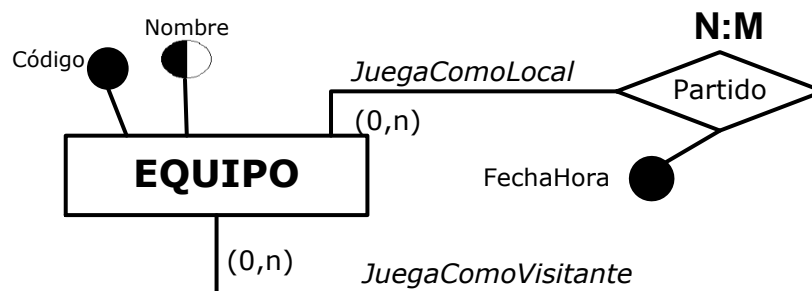 N:M
Nombre
Código
JuegaComoLocal
Partido
(0,n)
EQUIPO
FechaHora
(0,n)
JuegaComoVisitante